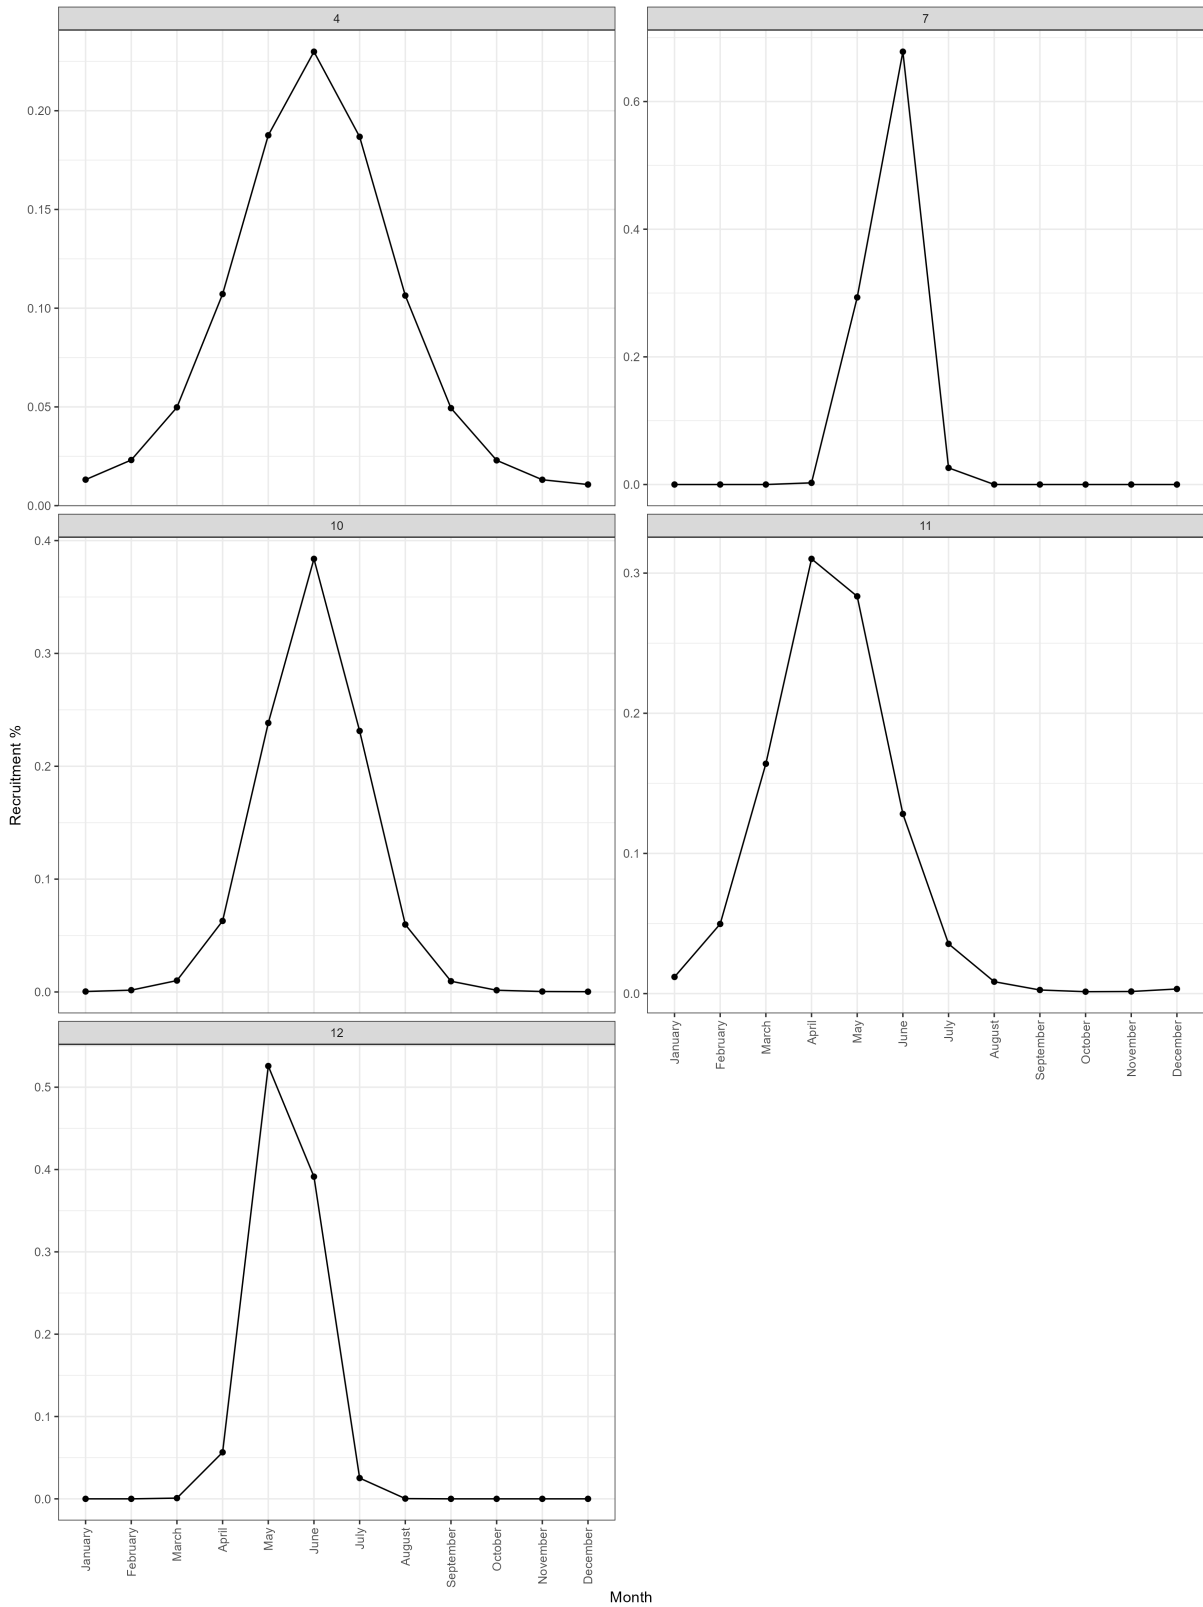 4
7
0.20
0.15
0.10
0.05
0.00
0.6
0.4
0.2
0.0
10
11
0.4
0.3
0.2
0.1
0.0
0.3
0.2
0.1
0.0
January
February
March
April
May
June
July
August
September
October
November
December
12
0.5
0.4
0.3
0.2
0.1
0.0
January
February
March
April
May
June
July
August
September
October
November
December
Recruitment %
Month